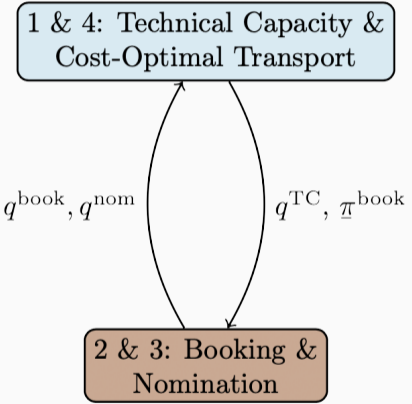 1 & 4: Technical Capacity &
Cost-Optimal Transport
q^book, q^nom
q^TC, π̲^book
2 & 3: Booking &
Nomination